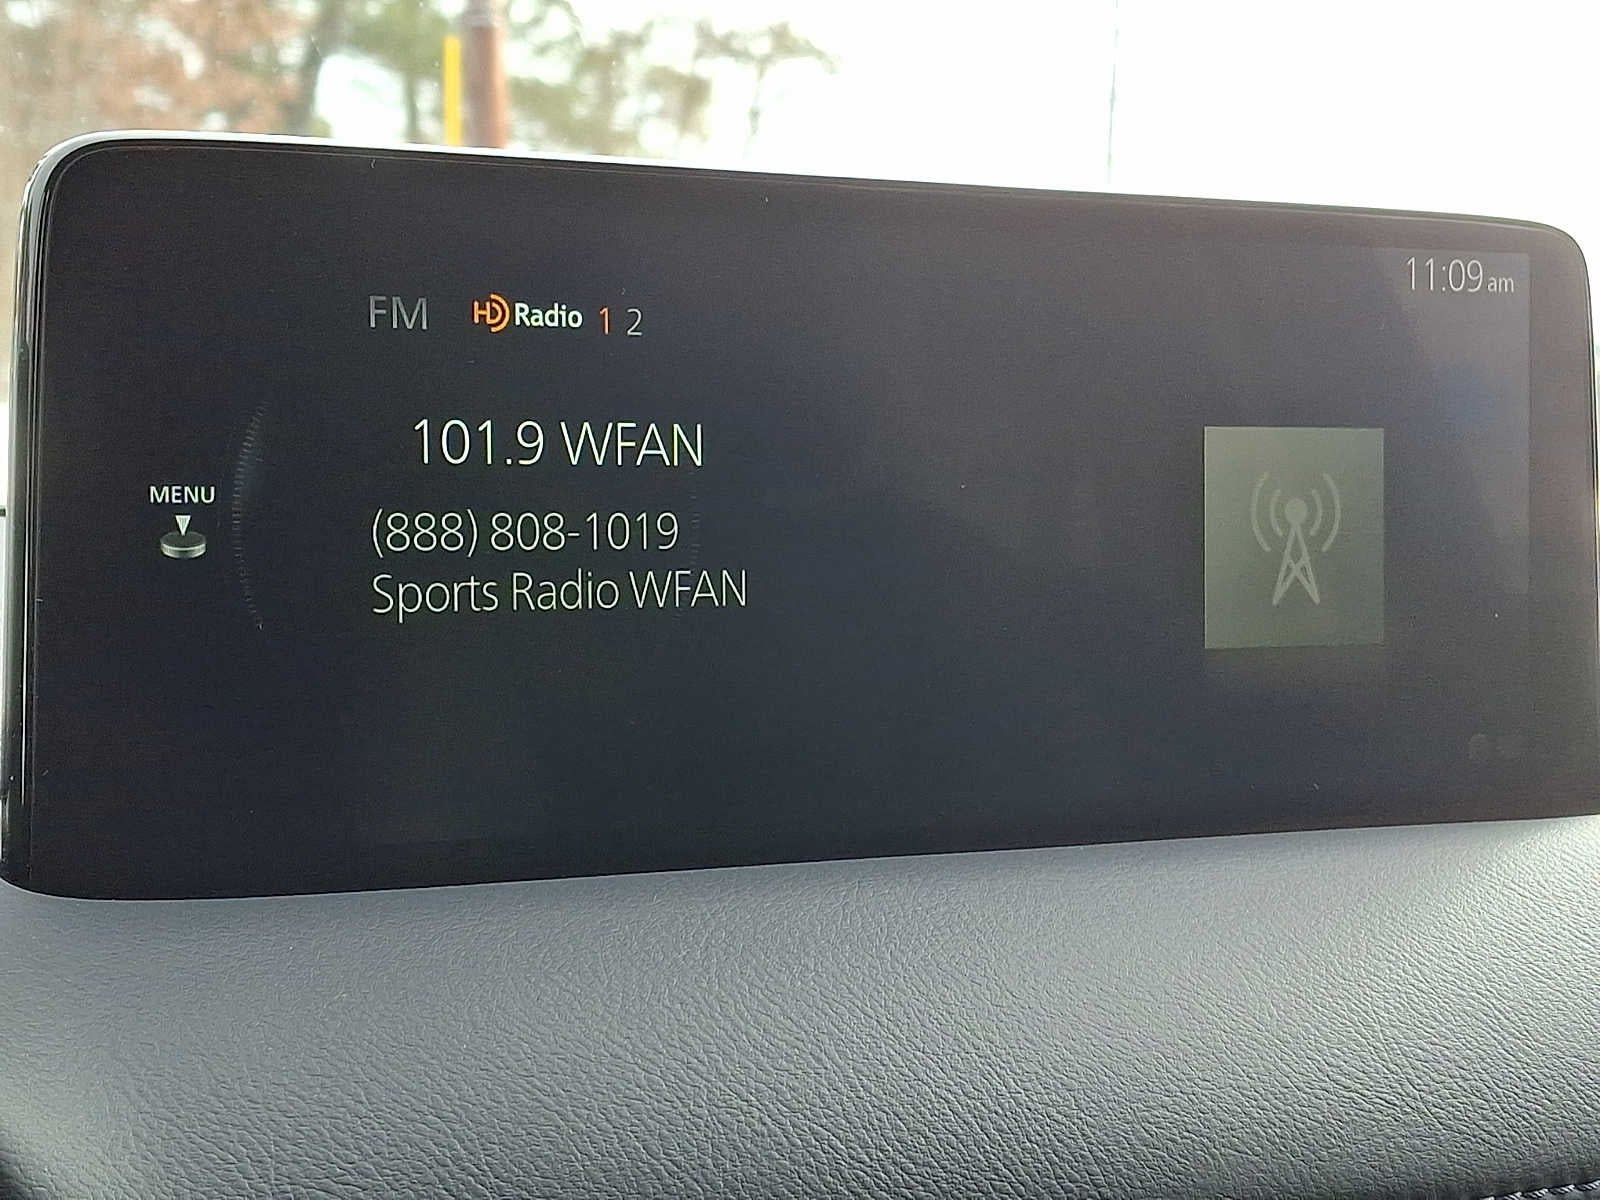 11:09 am
FM HD Radio 1 2
101.9 WFAN
MENU
(888) 808-1019
Sports Radio WFAN